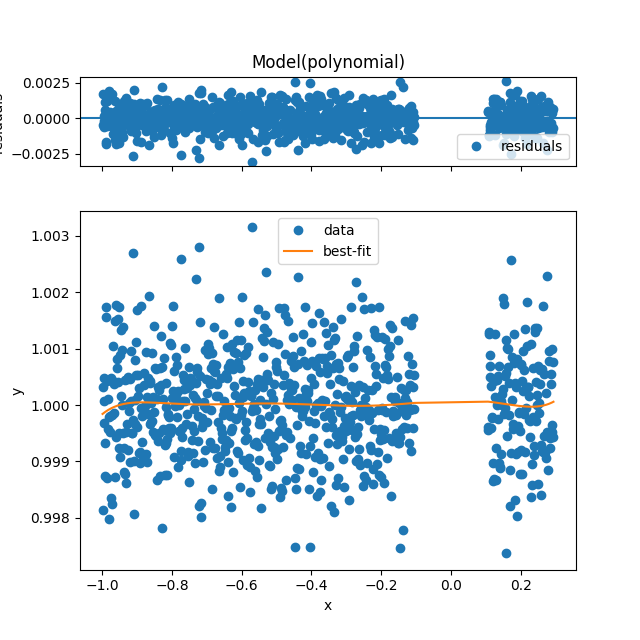 Model(polynomial)
0.0025
0.0000
−0.0025
residuals
residuals
1.003
1.002
1.001
1.000
0.999
0.998
y
data
best-fit
−1.0 −0.8 −0.6 −0.4 −0.2 0.0 0.2
x